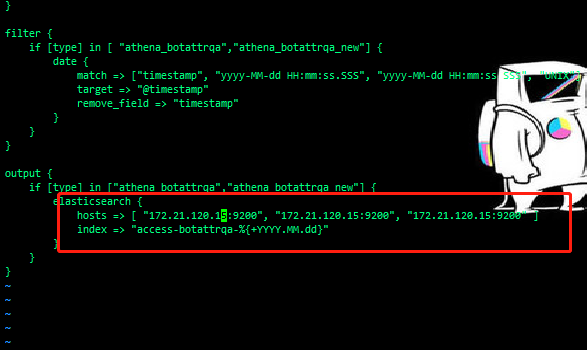 }
filter {
if [type] in [ "athena_botattrqa","athena_botattrqa_new"] {
date {
match => ["timestamp", "yyyy-MM-dd HH:mm:ss.SSS", "yyyy-MM-dd HH:mm:ss SSS", "UNIX"]
target => "@timestamp"
remove_field => "timestamp"
}
}
}
output {
if [type] in ["athena_botattrqa","athena_botattrqa_new"] {
elasticsearch {
hosts => [ "172.21.120.15:9200", "172.21.120.15:9200", "172.21.120.15:9200" ]
index => "access-botattrqa-%{+YYYY.MM.dd}"
}
}
}
~
~
~
~
~